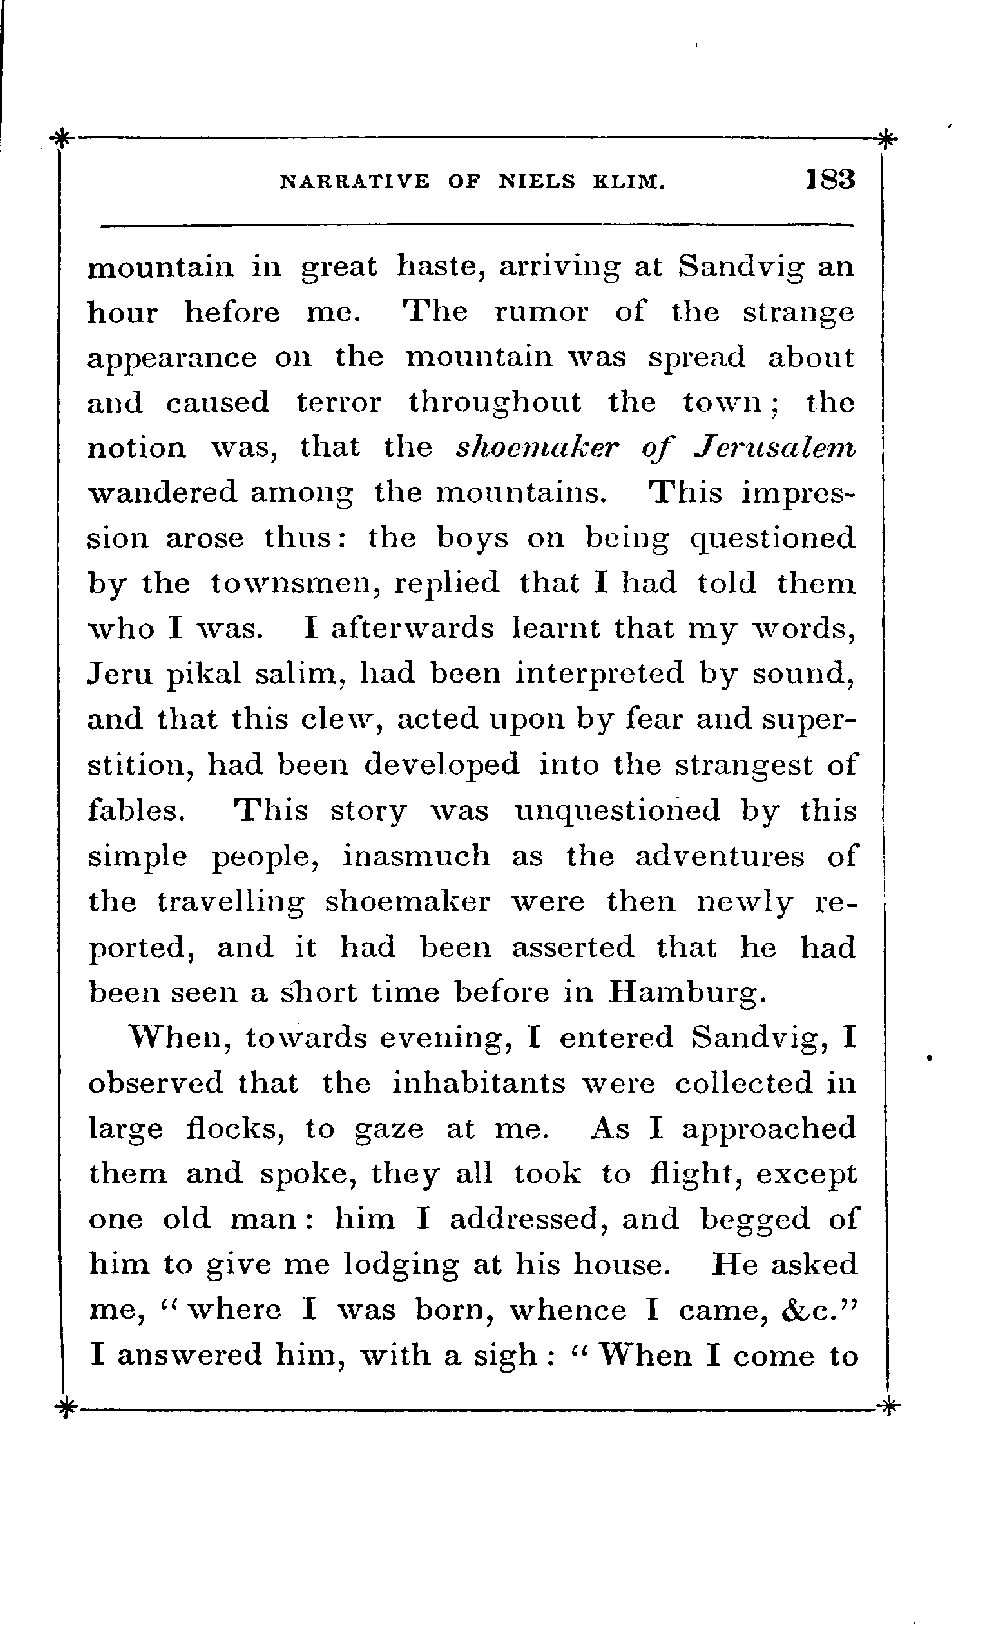 NARRATIVE OF NIELS KLIM. 183
mountain in great haste, arriving at Sandvig an
hour hefore me. The rumor of the strange
appearance on the mountain was spread about
and caused terror throughout the town; the
notion was, that the shoemaker of Jerusalem
wandered among the mountains. This impres-
sion arose thus: the boys on being questioned
by the townsmen, replied that I had told them
who I was. I afterwards learnt that my words,
Jeru pikal salim, had been interpreted by sound,
and that this clew, acted upon by fear and super-
stition, had been developed into the strangest of
fables. This story was unquestioned by this
simple people, inasmuch as the adventures of
the travelling shoemaker were then newly re-
ported, and it had been asserted that he had
been seen a short time before in Hamburg.
When, towards evening, I entered Sandvig, I
observed that the inhabitants were collected in
large flocks, to gaze at me. As I approached
them and spoke, they all took to flight, except
one old man: him I addressed, and begged of
him to give me lodging at his house. He asked
me, "where I was born, whence I came, &c."
I answered him, with a sigh: "When I come to